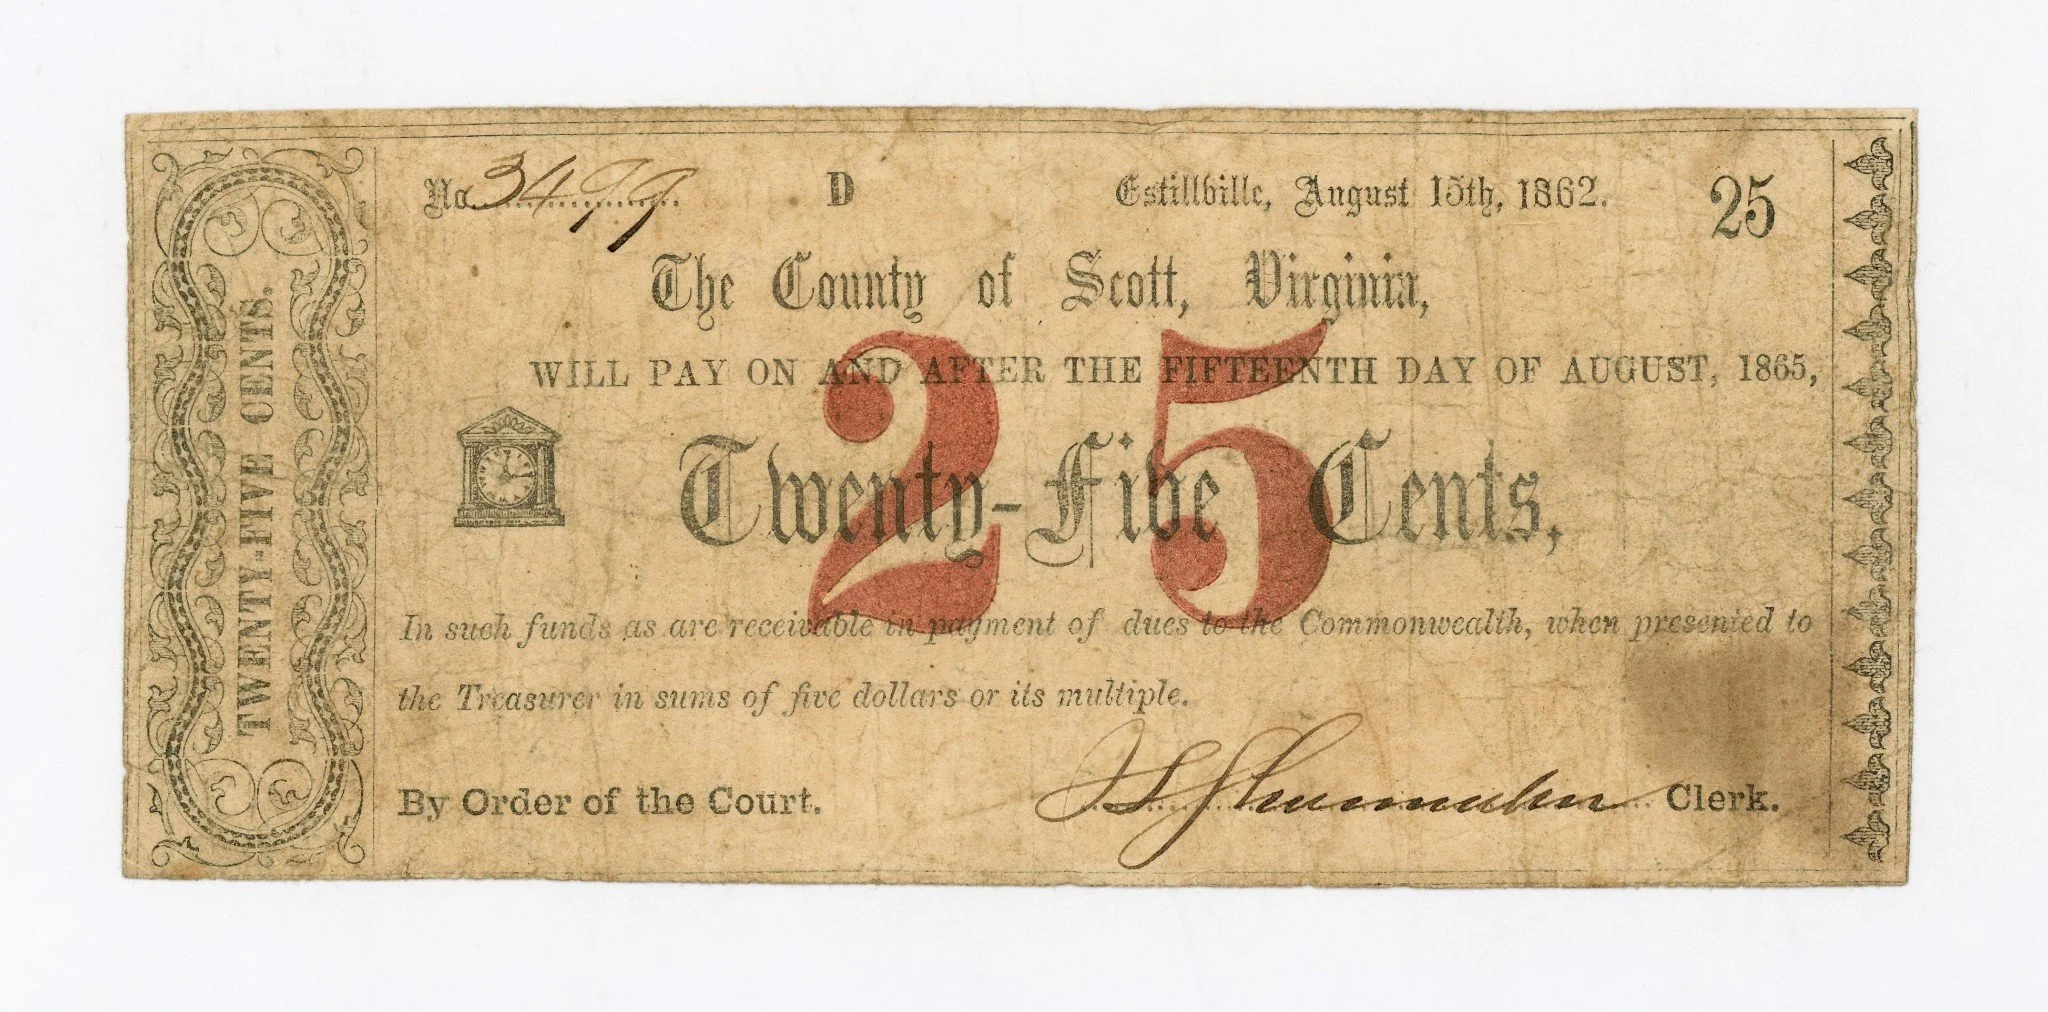 TWENTY-FIVE CENTS.
No. 3499 D Estillville, August 15th, 1862. 25
The County of Scott, Virginia,
WILL PAY ON AND AFTER THE FIFTEENTH DAY OF AUGUST, 1865,
25
Twenty-Five Cents,
In such funds as are receivable in payment of dues to the Commonwealth, when presented to
the Treasurer in sums of five dollars or its multiple.
By Order of the Court. Clerk.